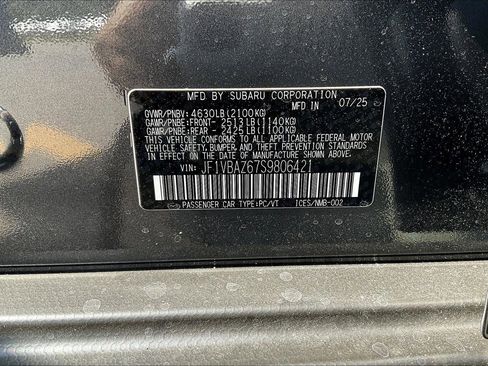 MFD BY SUBARU CORPORATION
MFD IN 07/25
GVWR/PNBV: 4630LB(2100KG)
GAWR/PNBE:FRONT- 2513LB(1140KG)
GAWR/PNBE:REAR - 2425LB(1100KG)
THIS VEHICLE CONFORMS TO ALL APPLICABLE FEDERAL MOTOR
VEHICLE SAFETY, BUMPER, AND THEFT PREVENTION STANDARDS
IN EFFECT ON THE DATE OF MANUFACTURE SHOWN ABOVE.
VIN: JF1VBAZ67S9806421
PASSENGER CAR TYPE:PC/VT ICES/NMB-002